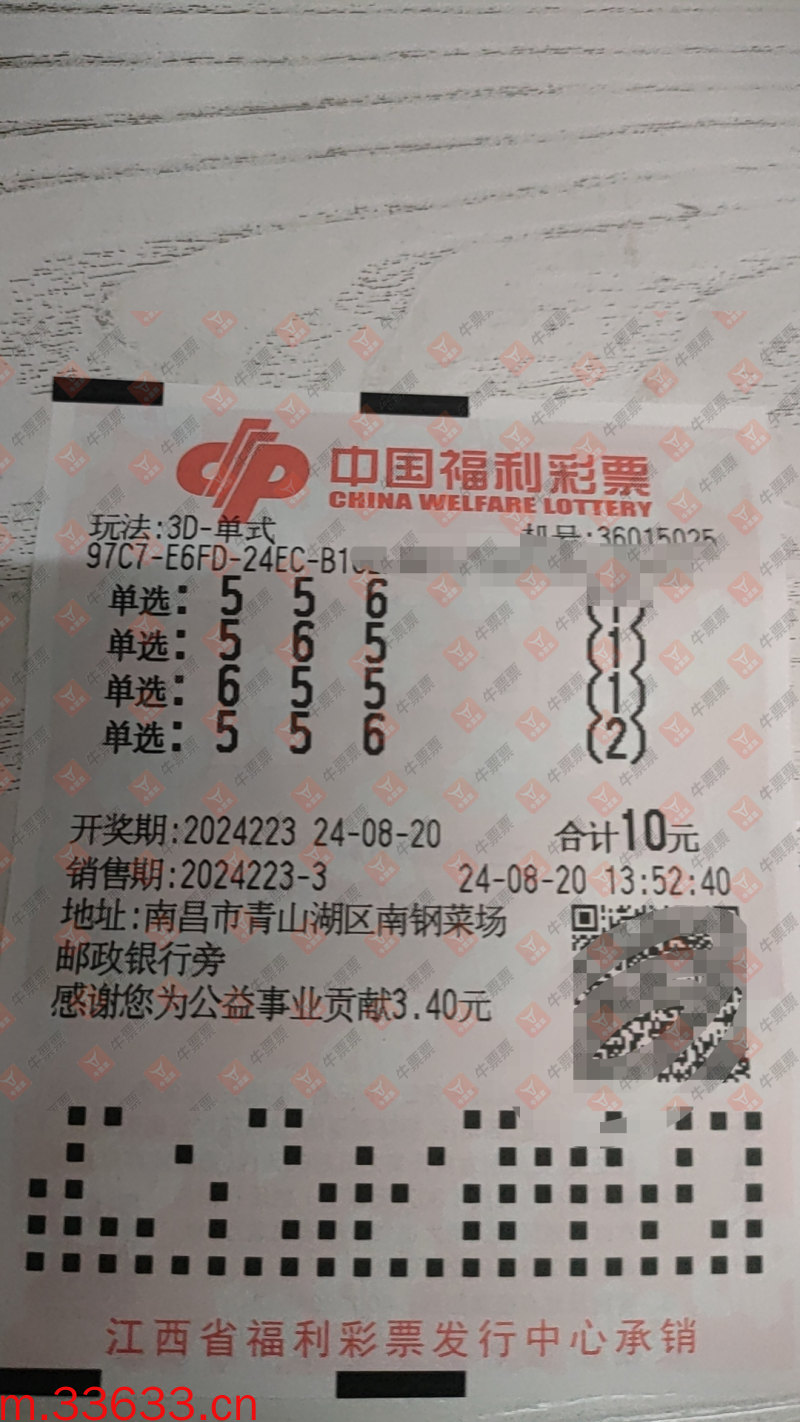 中国福利彩票
CHINA WELFARE LOTTERY
玩法:3D-单式 机号:36015025
97C7-E6FD-24EC-B1
单选: 5 5 6
单选: 5 6 5 (1)
单选: 6 5 5 (1)
单选: 5 5 6 (2)
开奖期:2024223 24-08-20 合计10元
销售期:2024223-3 24-08-20 13:52:40
地址:南昌市青山湖区南钢菜场
邮政银行旁
感谢您为公益事业贡献3.40元
江西省福利彩票发行中心承销
m.33633.cn
牛票票